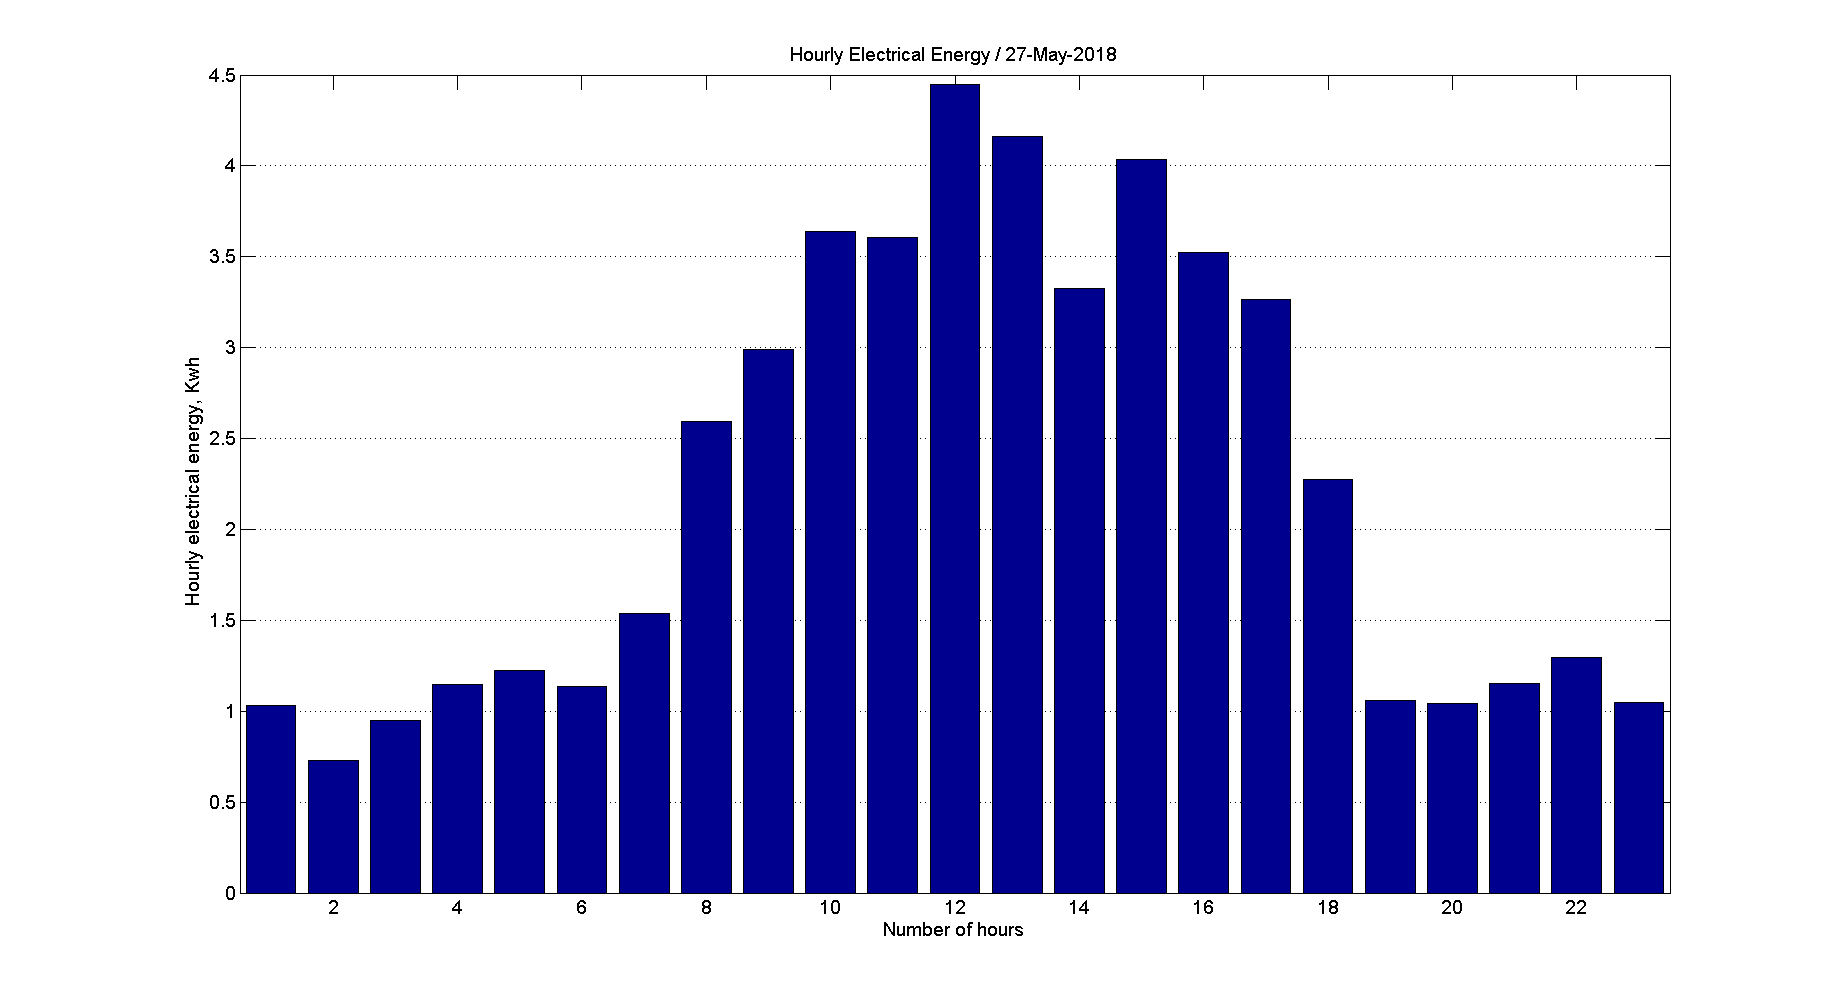 Hourly Electrical Energy / 27-May-2018
4.5
4
3.5
3
2.5
2
1.5
1
0.5
0
Hourly electrical energy, Kwh
2 4 6 8 10 12 14 16 18 20 22
Number of hours